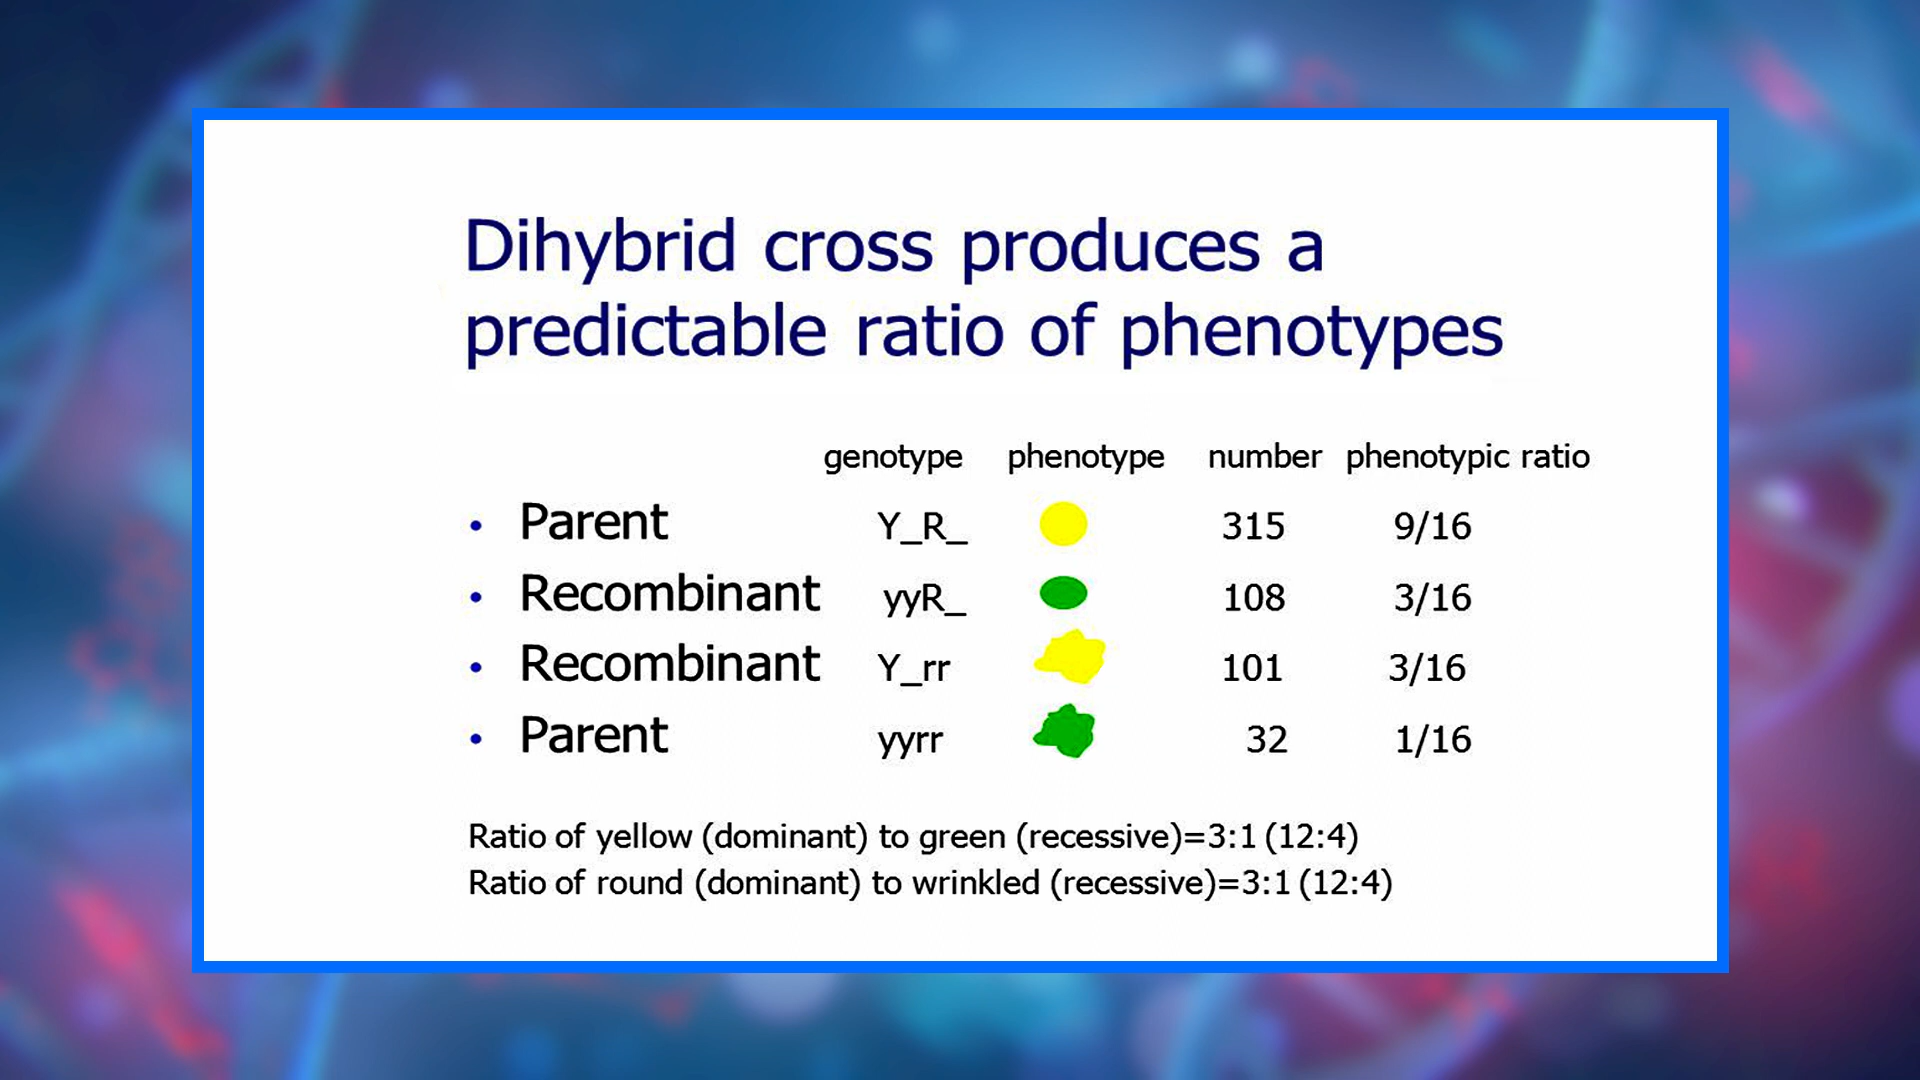 Dihybrid cross produces a
predictable ratio of phenotypes
genotype phenotype number phenotypic ratio
• Parent Y_R_ 315 9/16
• Recombinant yyR_ 108 3/16
• Recombinant Y_rr 101 3/16
• Parent yyrr 32 1/16
Ratio of yellow (dominant) to green (recessive)=3:1 (12:4)
Ratio of round (dominant) to wrinkled (recessive)=3:1 (12:4)